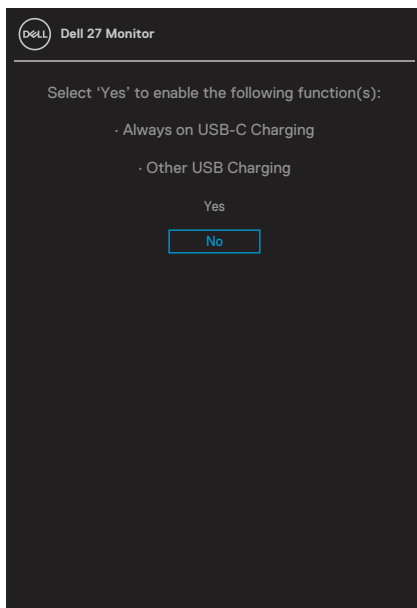 DELL Dell 27 Monitor
Select ‘Yes’ to enable the following function(s):
· Always on USB-C Charging
· Other USB Charging
Yes
No